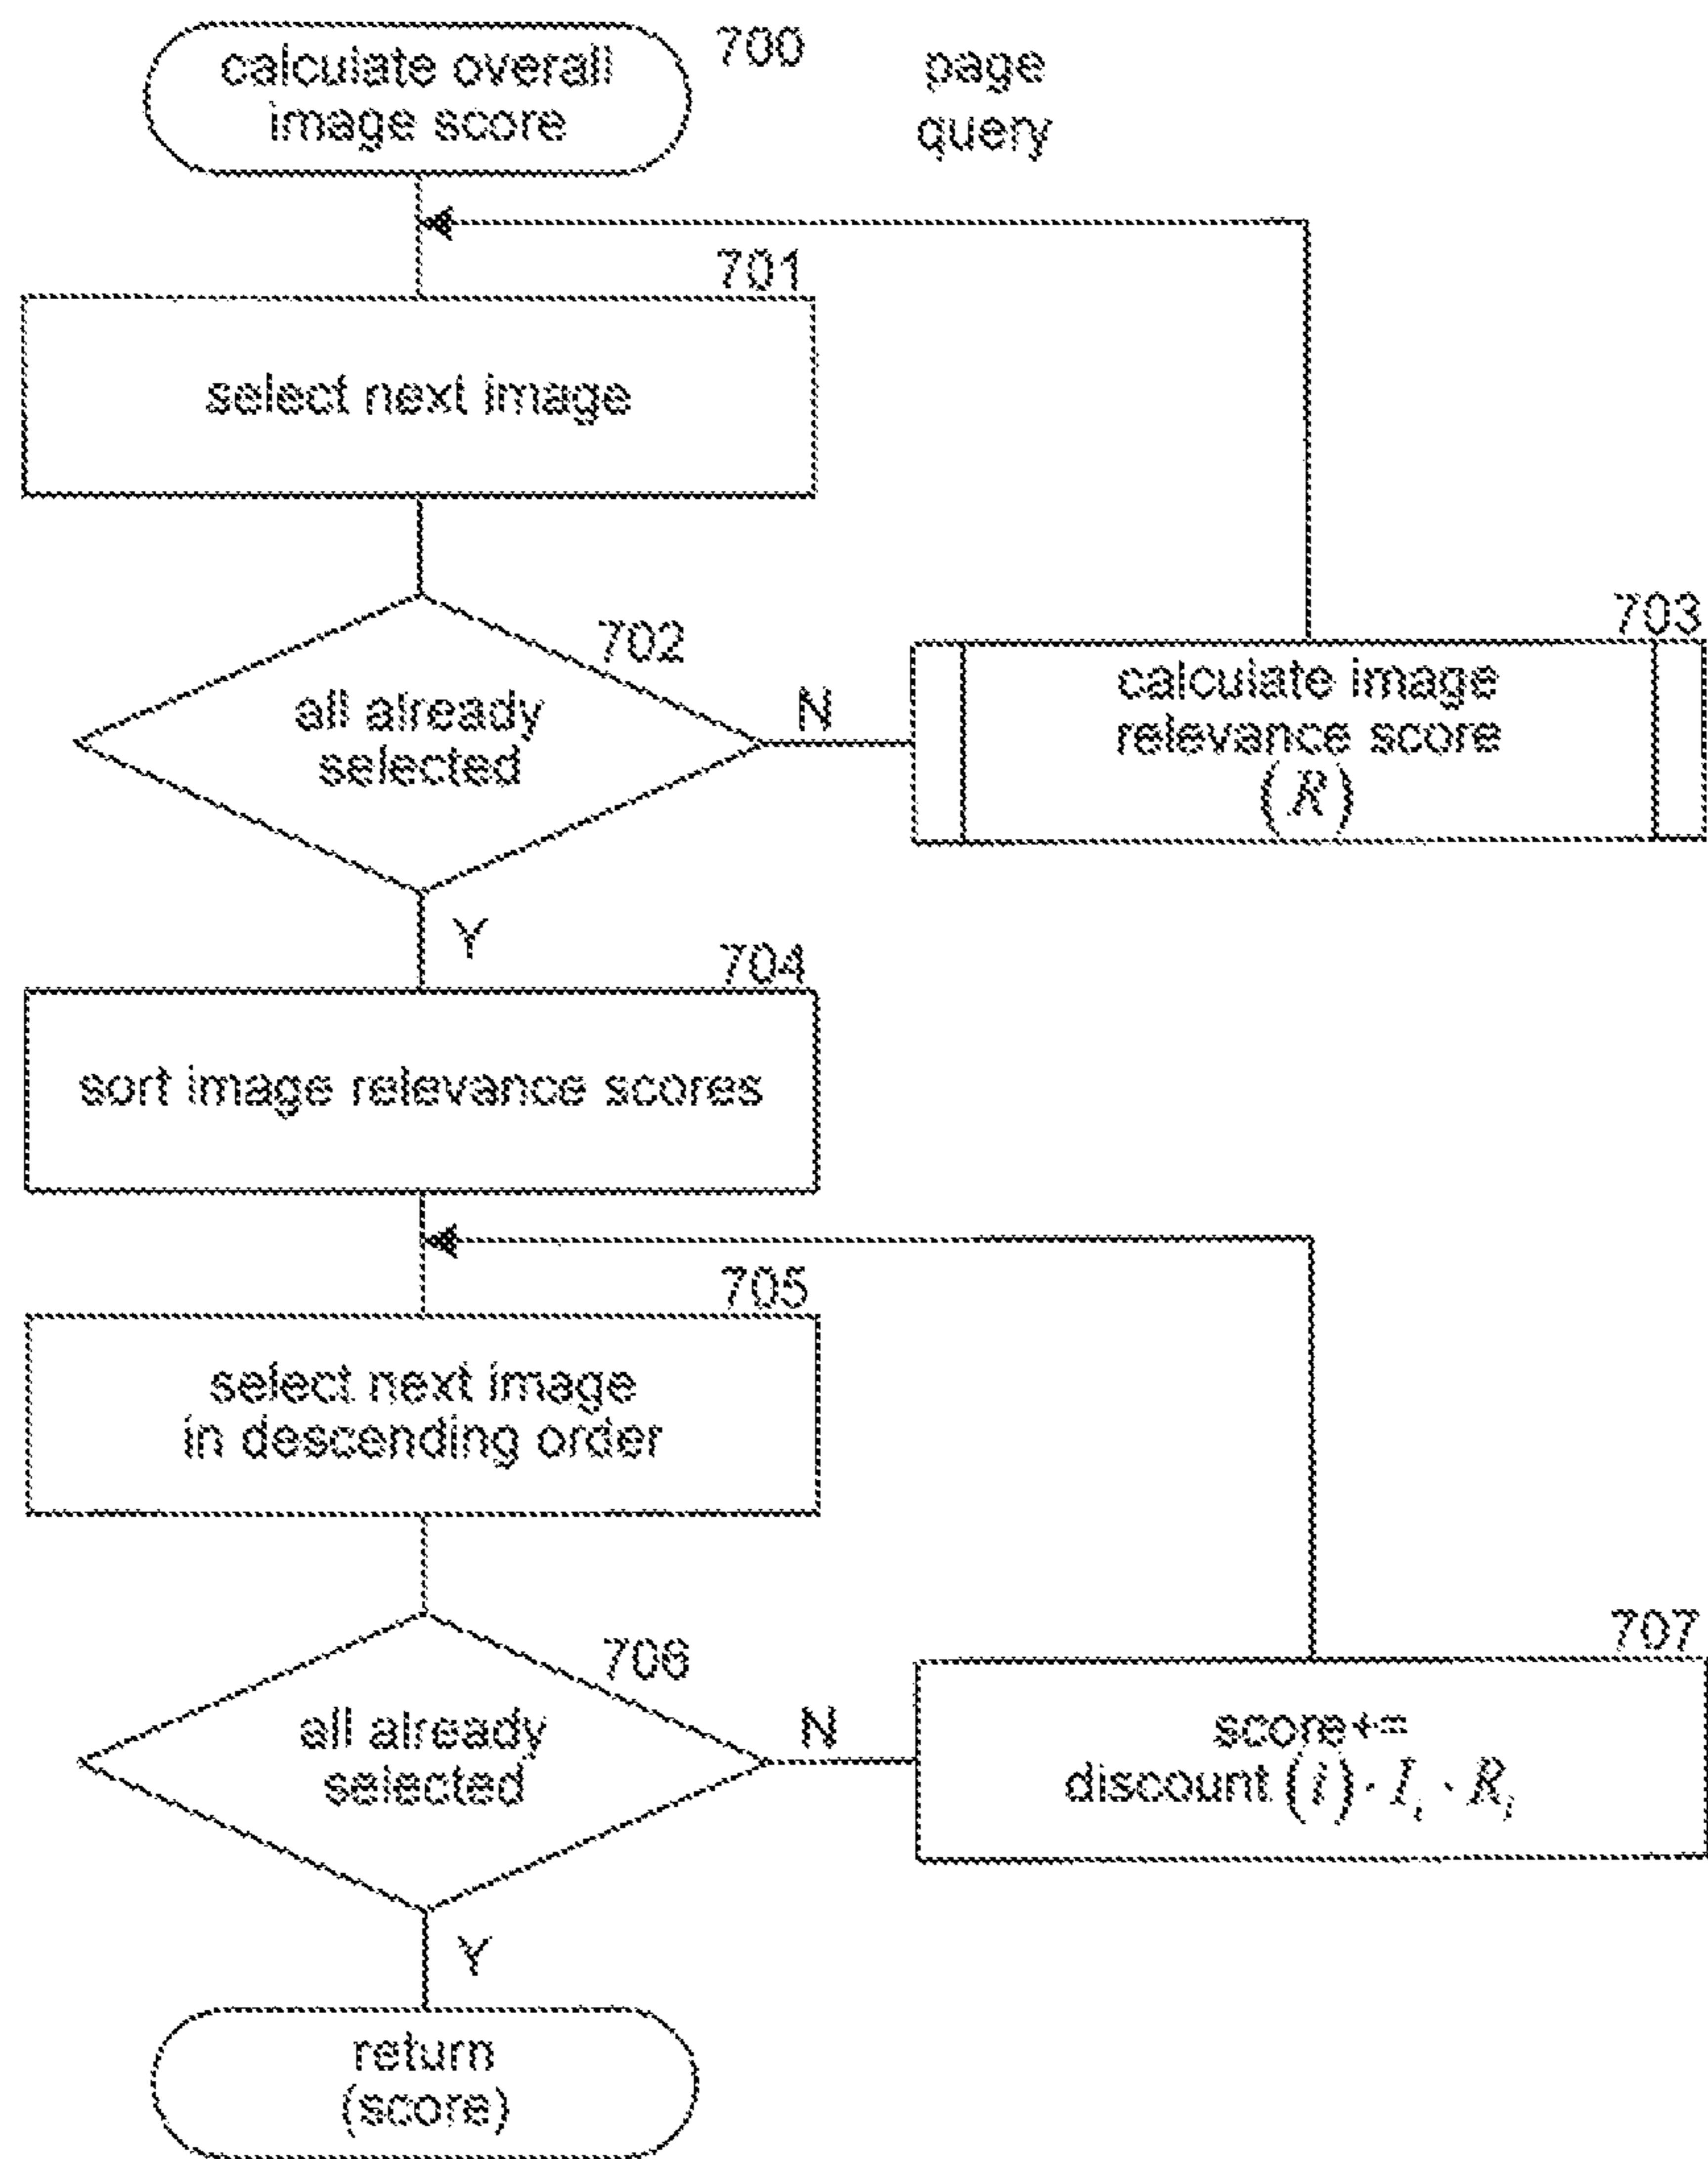 calculate overall
image score
700
page
query
701
select next image
702
all already
selected
N
703
calculate image
relevance score
(R)
Y
704
sort image relevance scores
705
select next image
in descending order
706
all already
selected
N
707
score+=
discount (i) · I_i · R_i
Y
return
(score)